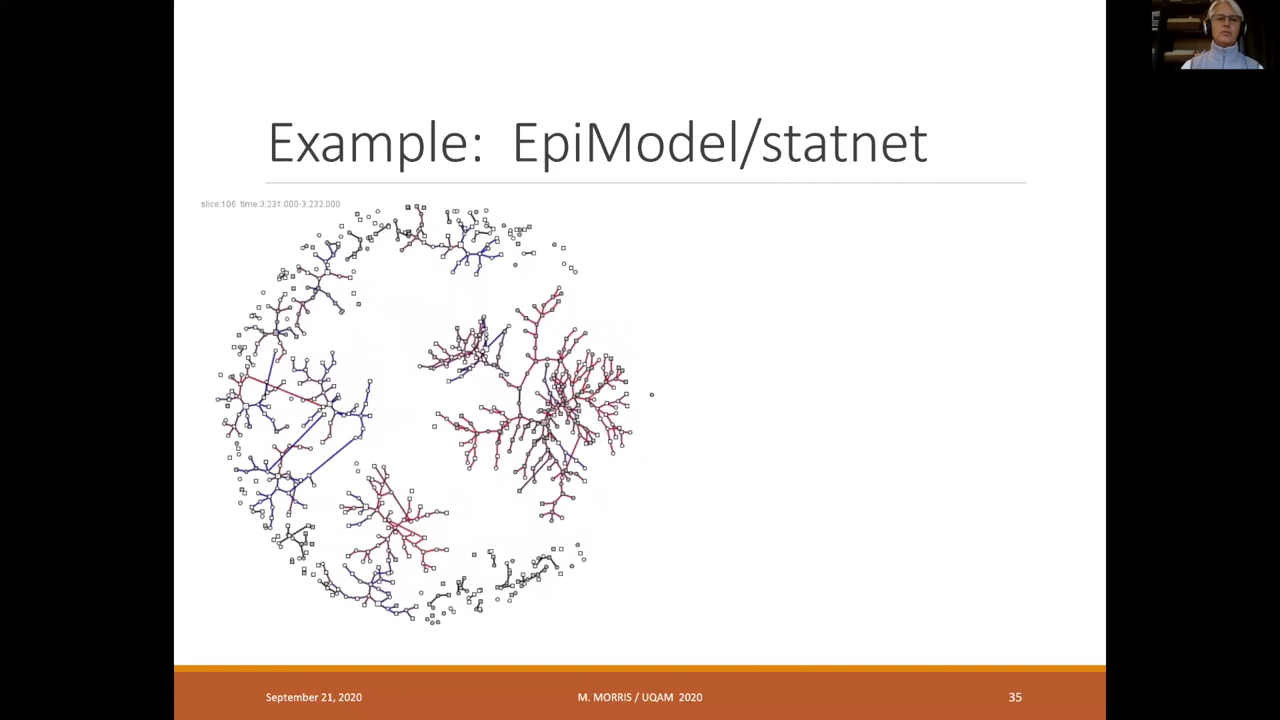 Example: EpiModel/statnet
slice:106 time:3,231.000-3,232.000
September 21, 2020
M. MORRIS / UQAM 2020
35